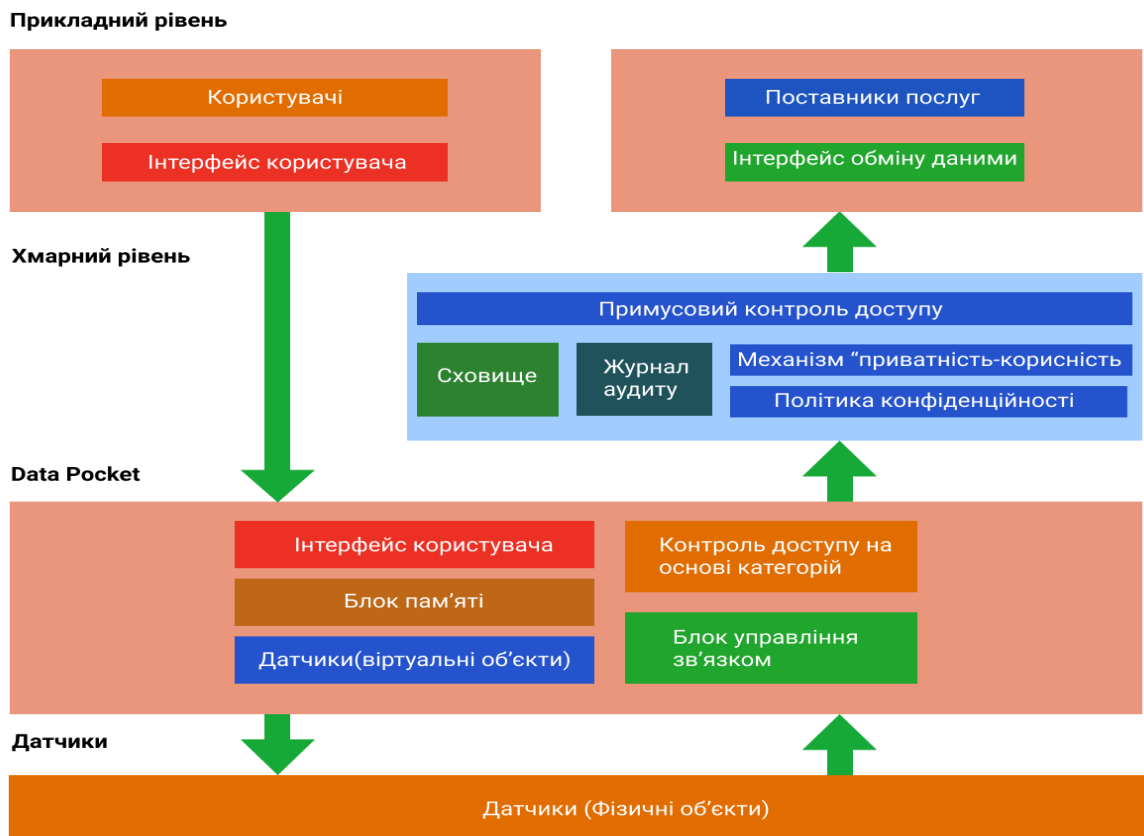 Прикладний рівень
Користувачі
Інтерфейс користувача
Поставники послуг
Інтерфейс обміну даними
Хмарний рівень
Примусовий контроль доступу
Сховище
Журнал
аудиту
Механізм “приватність-корисність
Політика конфіденційності
Data Pocket
Інтерфейс користувача
Блок пам’яті
Датчики(віртуальні об’єкти)
Контроль доступу на
основі категорій
Блок управління
зв’язком
Датчики
Датчики (Фізичні об’єкти)